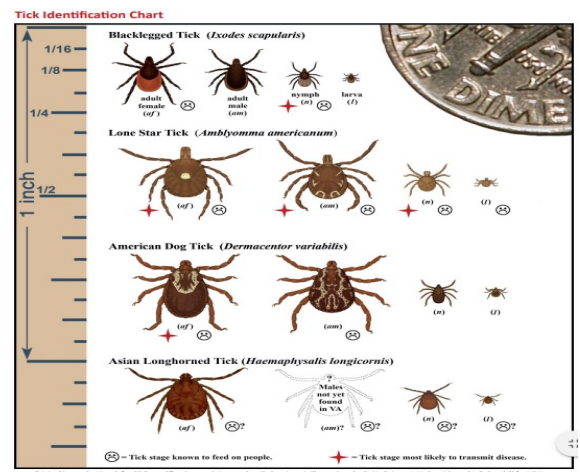 Tick Identification Chart
Blacklegged Tick (Ixodes scapularis)
1/16
1/8
1/4
1/2
1 inch
adult female (af)
adult male (am)
nymph (n)
larva (l)
ONE DIME
Lone Star Tick (Amblyomma americanum)
(af)
(am)
(n)
(l)
American Dog Tick (Dermacentor variabilis)
(af)
(am)
(n)
(l)
Asian Longhorned Tick (Haemaphysalis longicornis)
?
Males
not yet
found
in VA
(af)
?
(am)?
?
(n)
?
(l)
?
= Tick stage known to feed on people.
= Tick stage most likely to transmit disease.